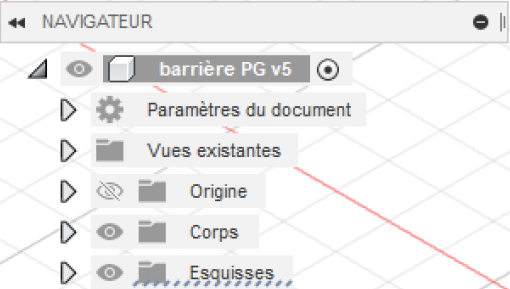 NAVIGATEUR
barrière PG v5
Paramètres du document
Vues existantes
Origine
Corps
Esquisses